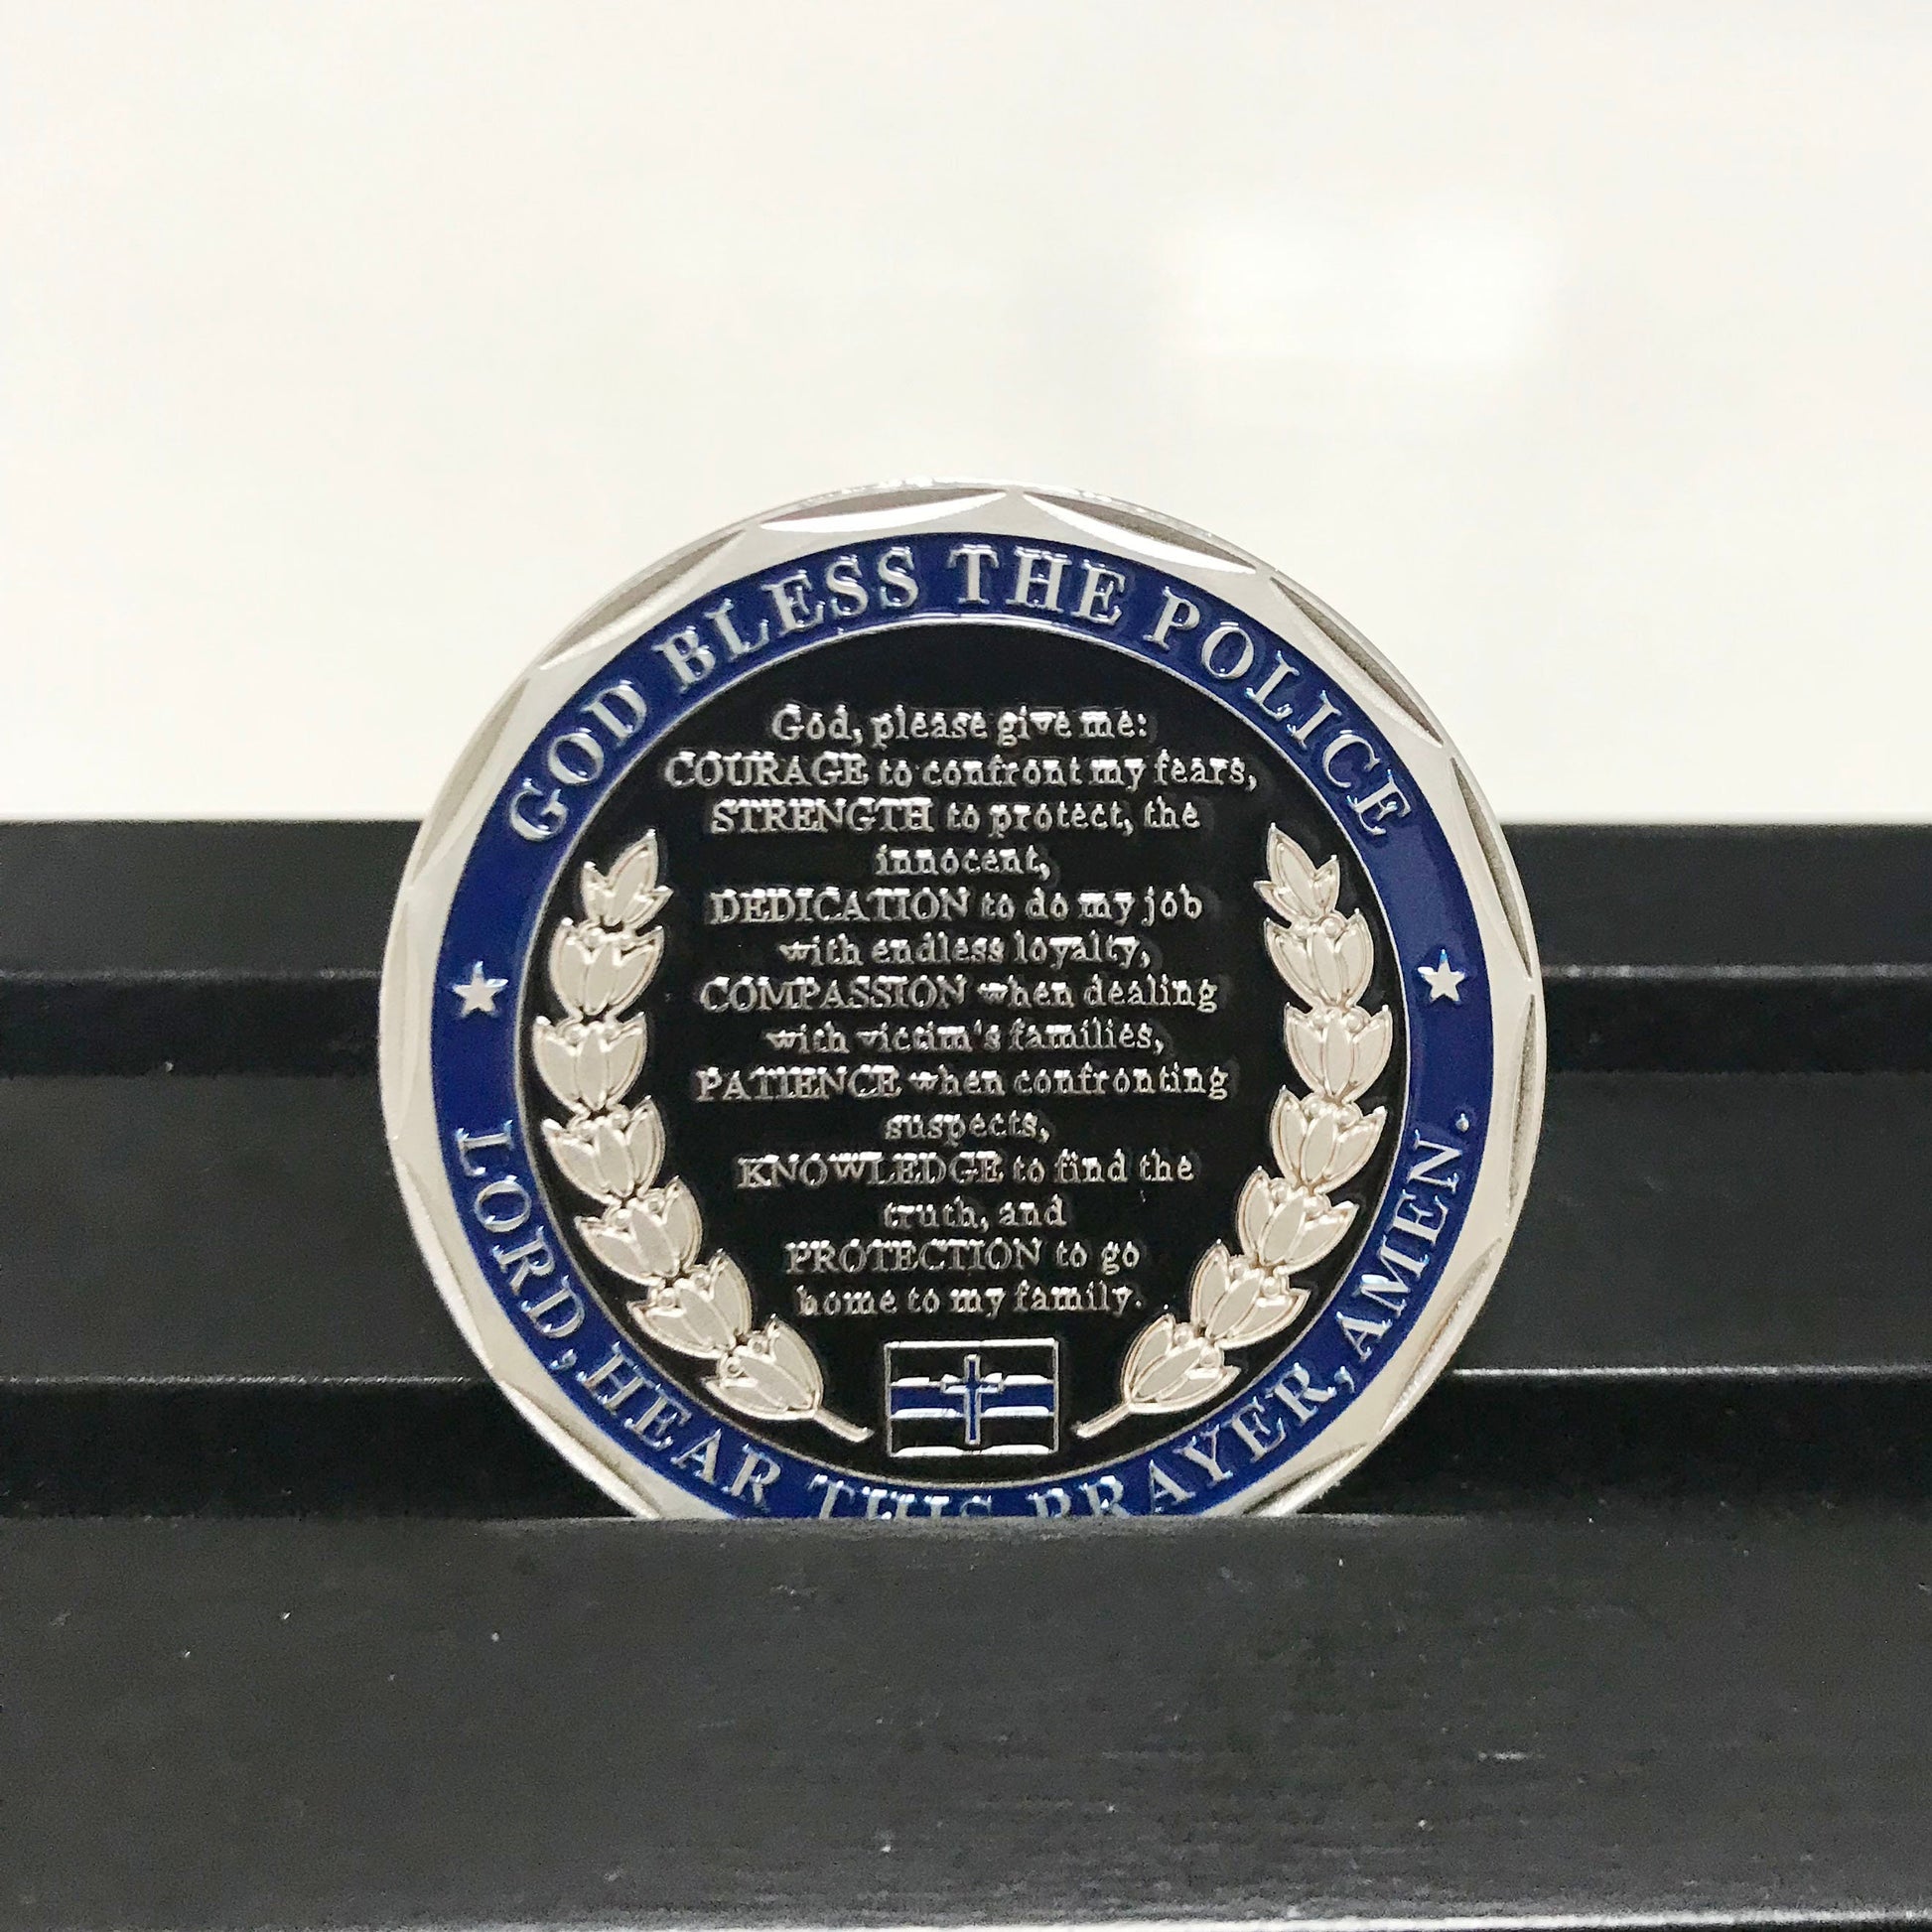 GOD BLESS THE POLICE
God, please give me:
COURAGE to confront my fears,
STRENGTH to protect, the
innocent,
DEDICATION to do my job
with endless loyalty,
COMPASSION when dealing
with victim's families,
PATIENCE when confronting
suspects,
KNOWLEDGE to find the
truth, and
PROTECTION to go
home to my family.
LORD, HEAR THIS PRAYER, AMEN.